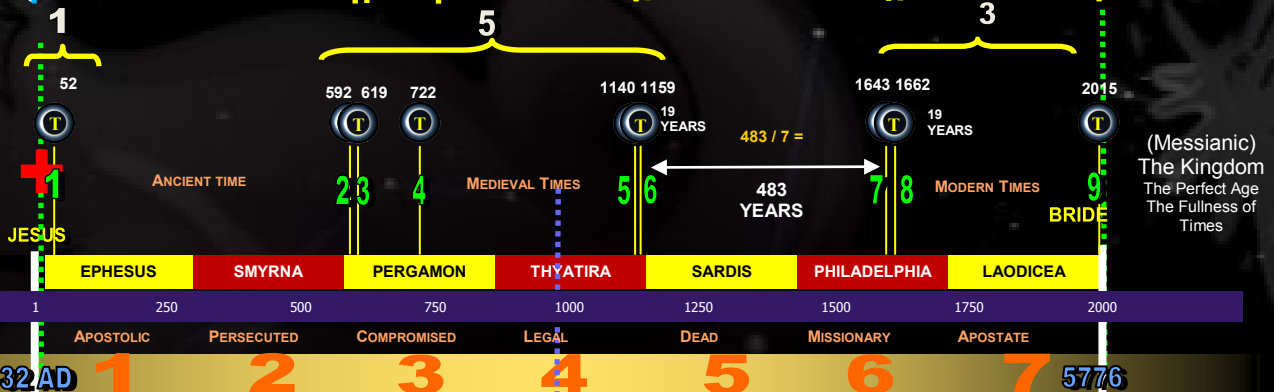 1
5
3
52
592 619
722
1140 1159
1643 1662
2015
T
T
T
T
T
T
19
YEARS
483 / 7 =
19
YEARS
(Messianic)
The Kingdom
The Perfect Age
The Fullness of
Times
1
ANCIENT TIME
2 3
4
MEDIEVAL TIMES
5 6
483
YEARS
7 8
MODERN TIMES
9
BRIDE
JESUS
EPHESUS
SMYRNA
PERGAMON
THYATIRA
SARDIS
PHILADELPHIA
LAODICEA
1
250
500
750
1000
1250
1500
1750
2000
APOSTOLIC
PERSECUTED
COMPROMISED
LEGAL
DEAD
MISSIONARY
APOSTATE
32 AD
1
2
3
4
5
6
7
5776